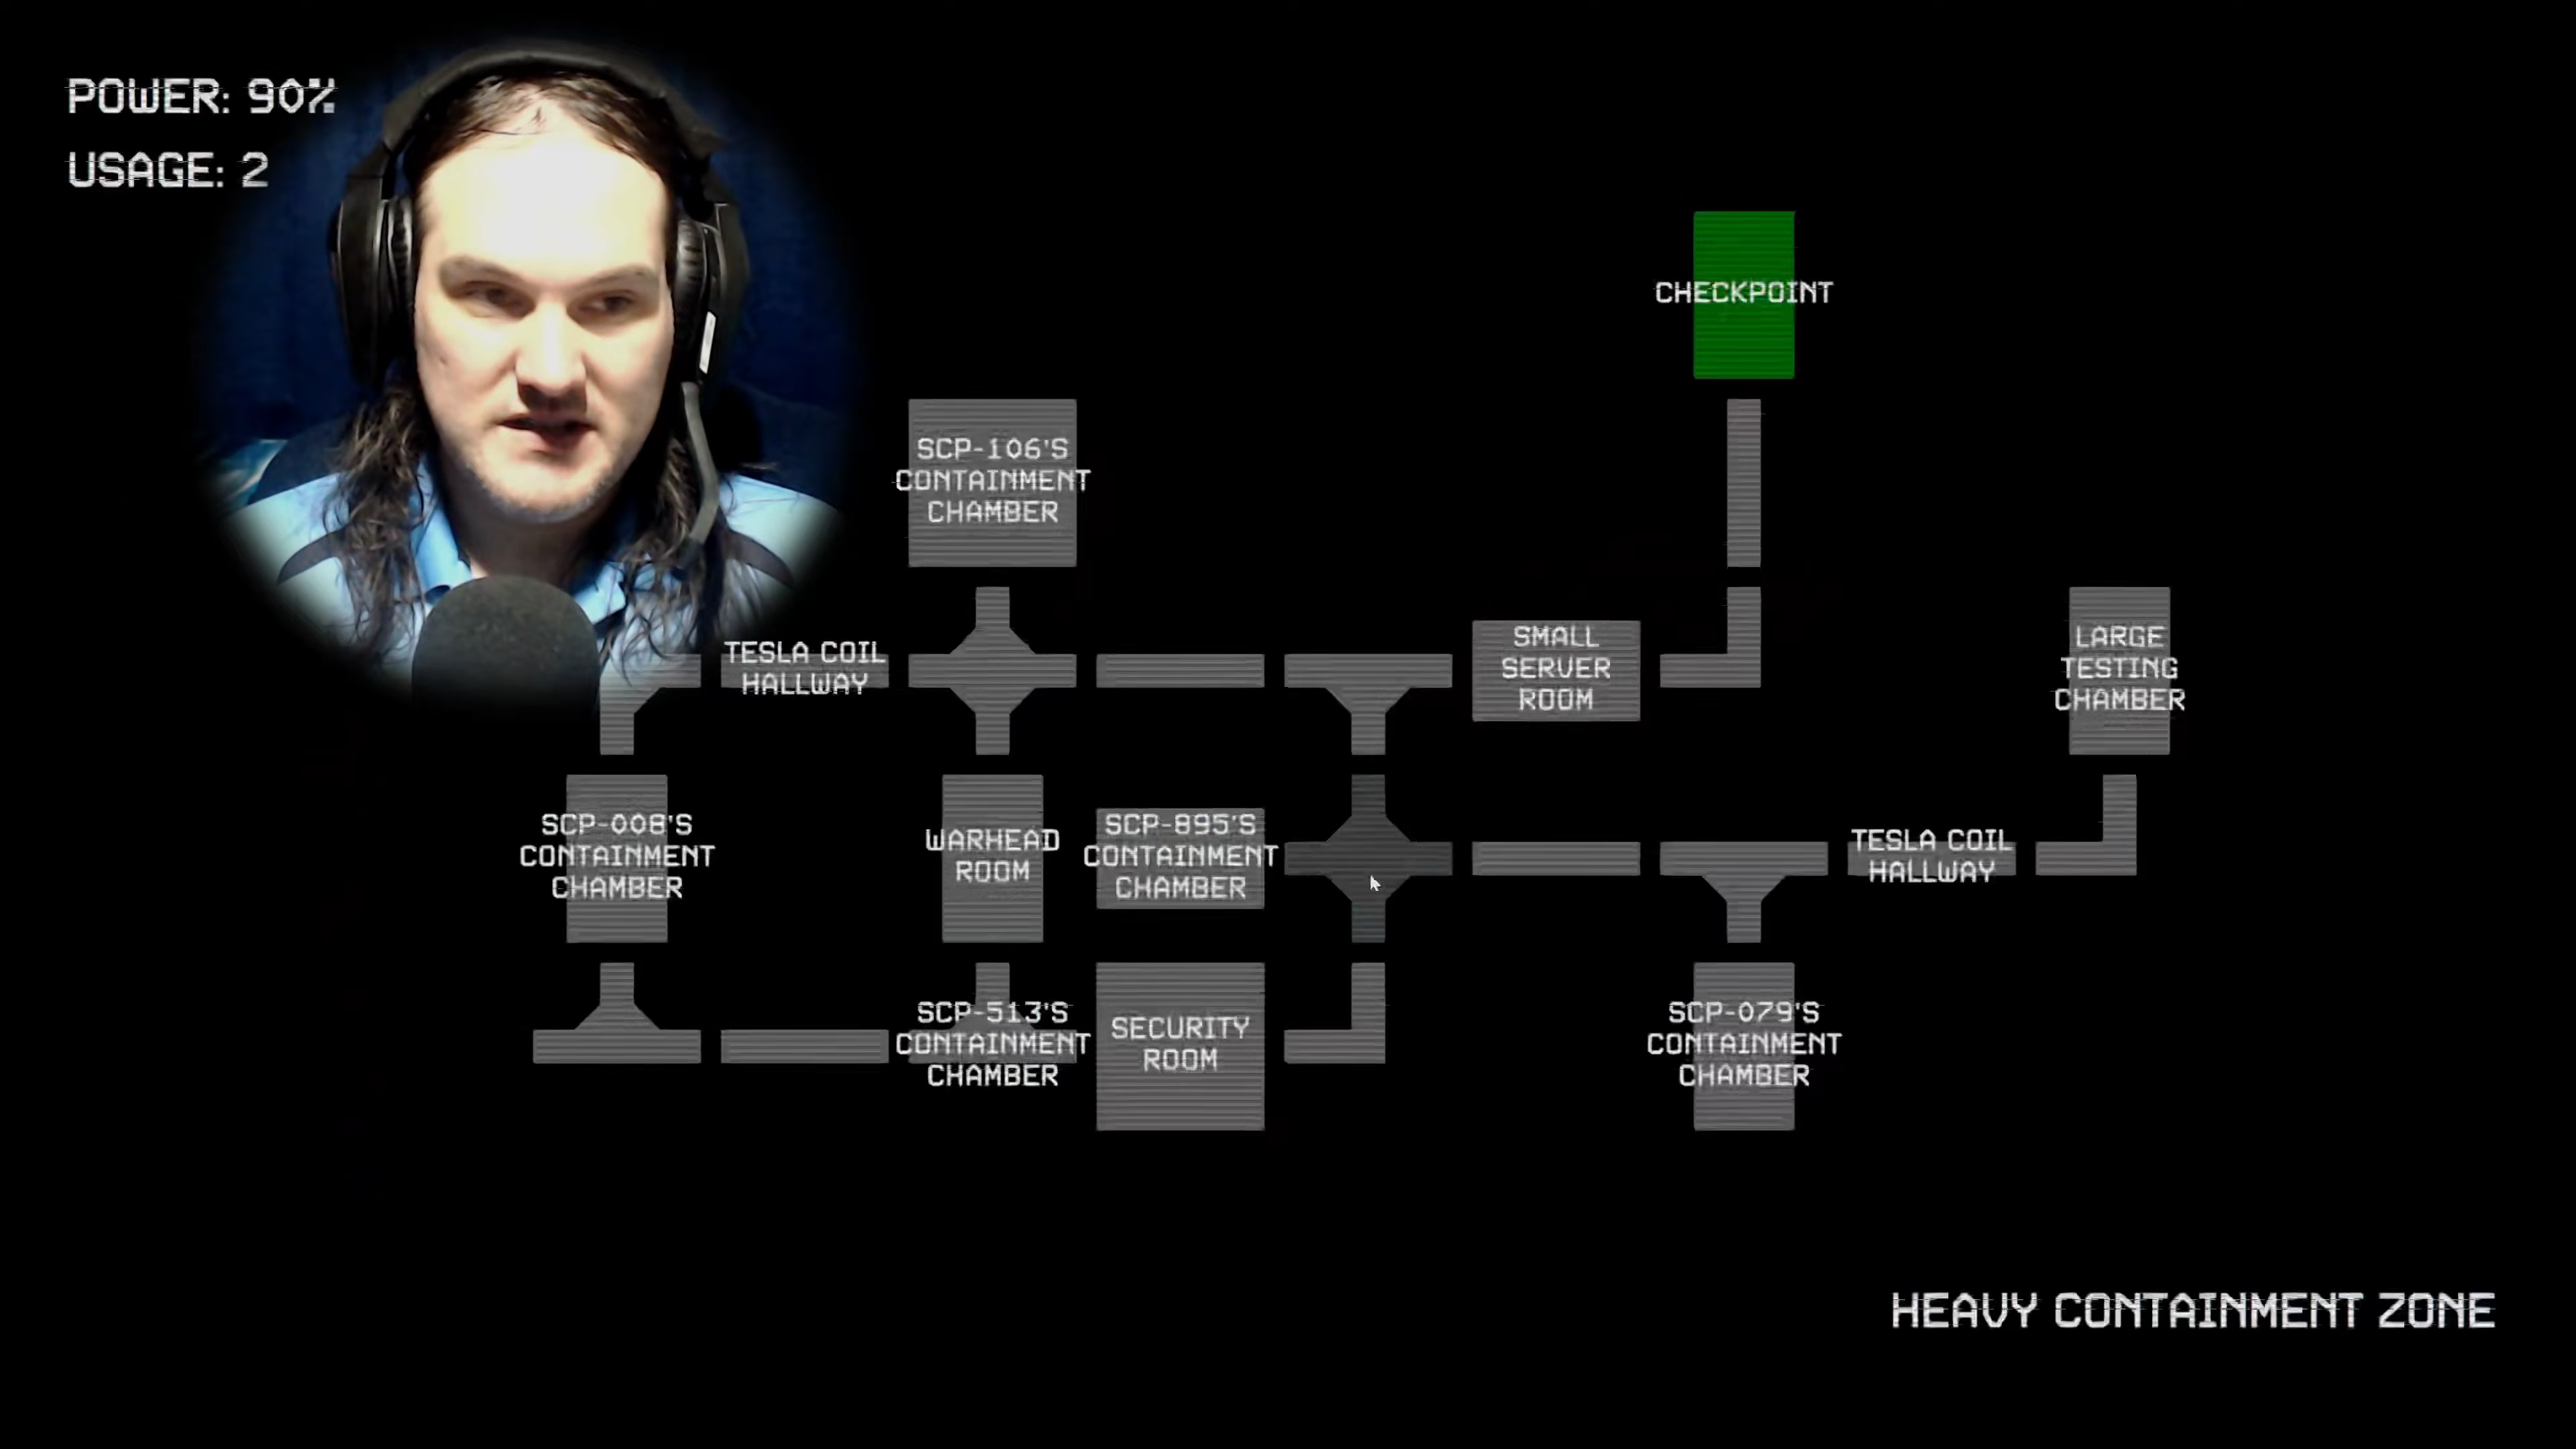 POWER: 90%
USAGE: 2
CHECKPOINT
SCP-106'S
CONTAINMENT
CHAMBER
TESLA COIL
HALLWAY
SMALL
SERVER
ROOM
LARGE
TESTING
CHAMBER
SCP-008'S
CONTAINMENT
CHAMBER
WARHEAD
ROOM
SCP-895'S
CONTAINMENT
CHAMBER
TESLA COIL
HALLWAY
SCP-513'S
CONTAINMENT
CHAMBER
SECURITY
ROOM
SCP-079'S
CONTAINMENT
CHAMBER
HEAVY CONTAINMENT ZONE